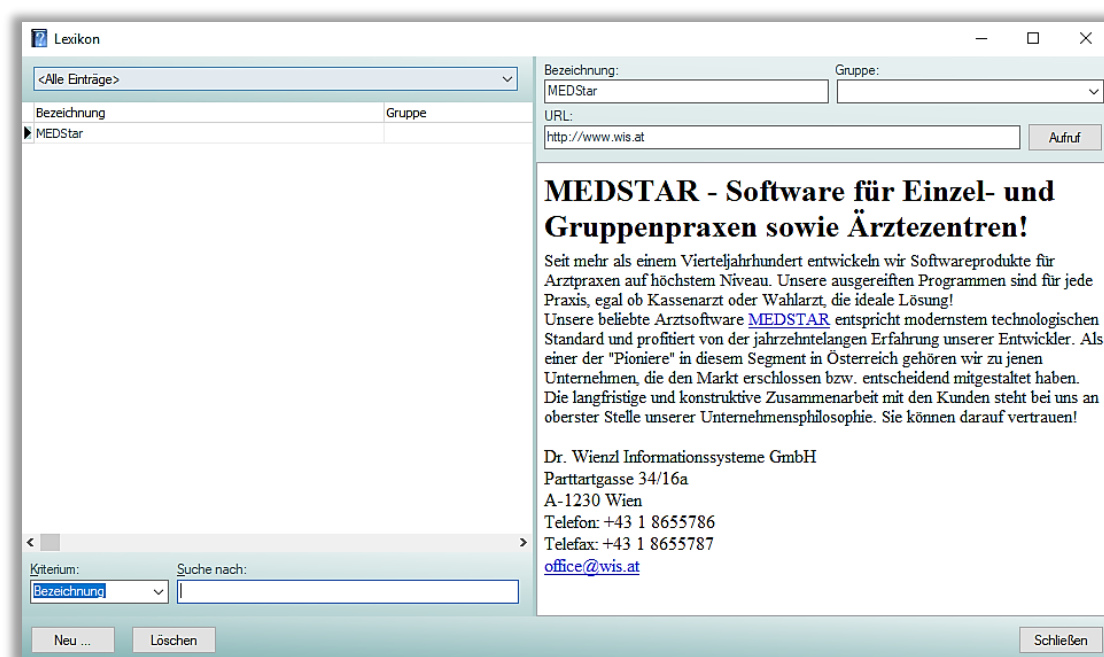 Lexikon
<Alle Einträge>
Bezeichnung Gruppe
MEDStar
Kriterium: Suche nach:
Bezeichnung
Neu ... Löschen
Bezeichnung: Gruppe:
MEDStar
URL:
http://www.wis.at Aufruf
MEDSTAR - Software für Einzel- und
Gruppenpraxen sowie Ärztezentren!
Seit mehr als einem Vierteljahrhundert entwickeln wir Softwareprodukte für
Arztpraxen auf höchstem Niveau. Unsere ausgereiften Programmen sind für jede
Praxis, egal ob Kassenarzt oder Wahlarzt, die ideale Lösung!
Unsere beliebte Arztsoftware MEDSTAR entspricht modernstem technologischen
Standard und profitiert von der jahrzehntelangen Erfahrung unserer Entwickler. Als
einer der "Pioniere" in diesem Segment in Österreich gehören wir zu jenen
Unternehmen, die den Markt erschlossen bzw. entscheidend mitgestaltet haben.
Die langfristige und konstruktive Zusammenarbeit mit den Kunden steht bei uns an
oberster Stelle unserer Unternehmensphilosophie. Sie können darauf vertrauen!
Dr. Wienzl Informationssysteme GmbH
Parttartgasse 34/16a
A-1230 Wien
Telefon: +43 1 8655786
Telefax: +43 1 8655787
office@wis.at
Schließen